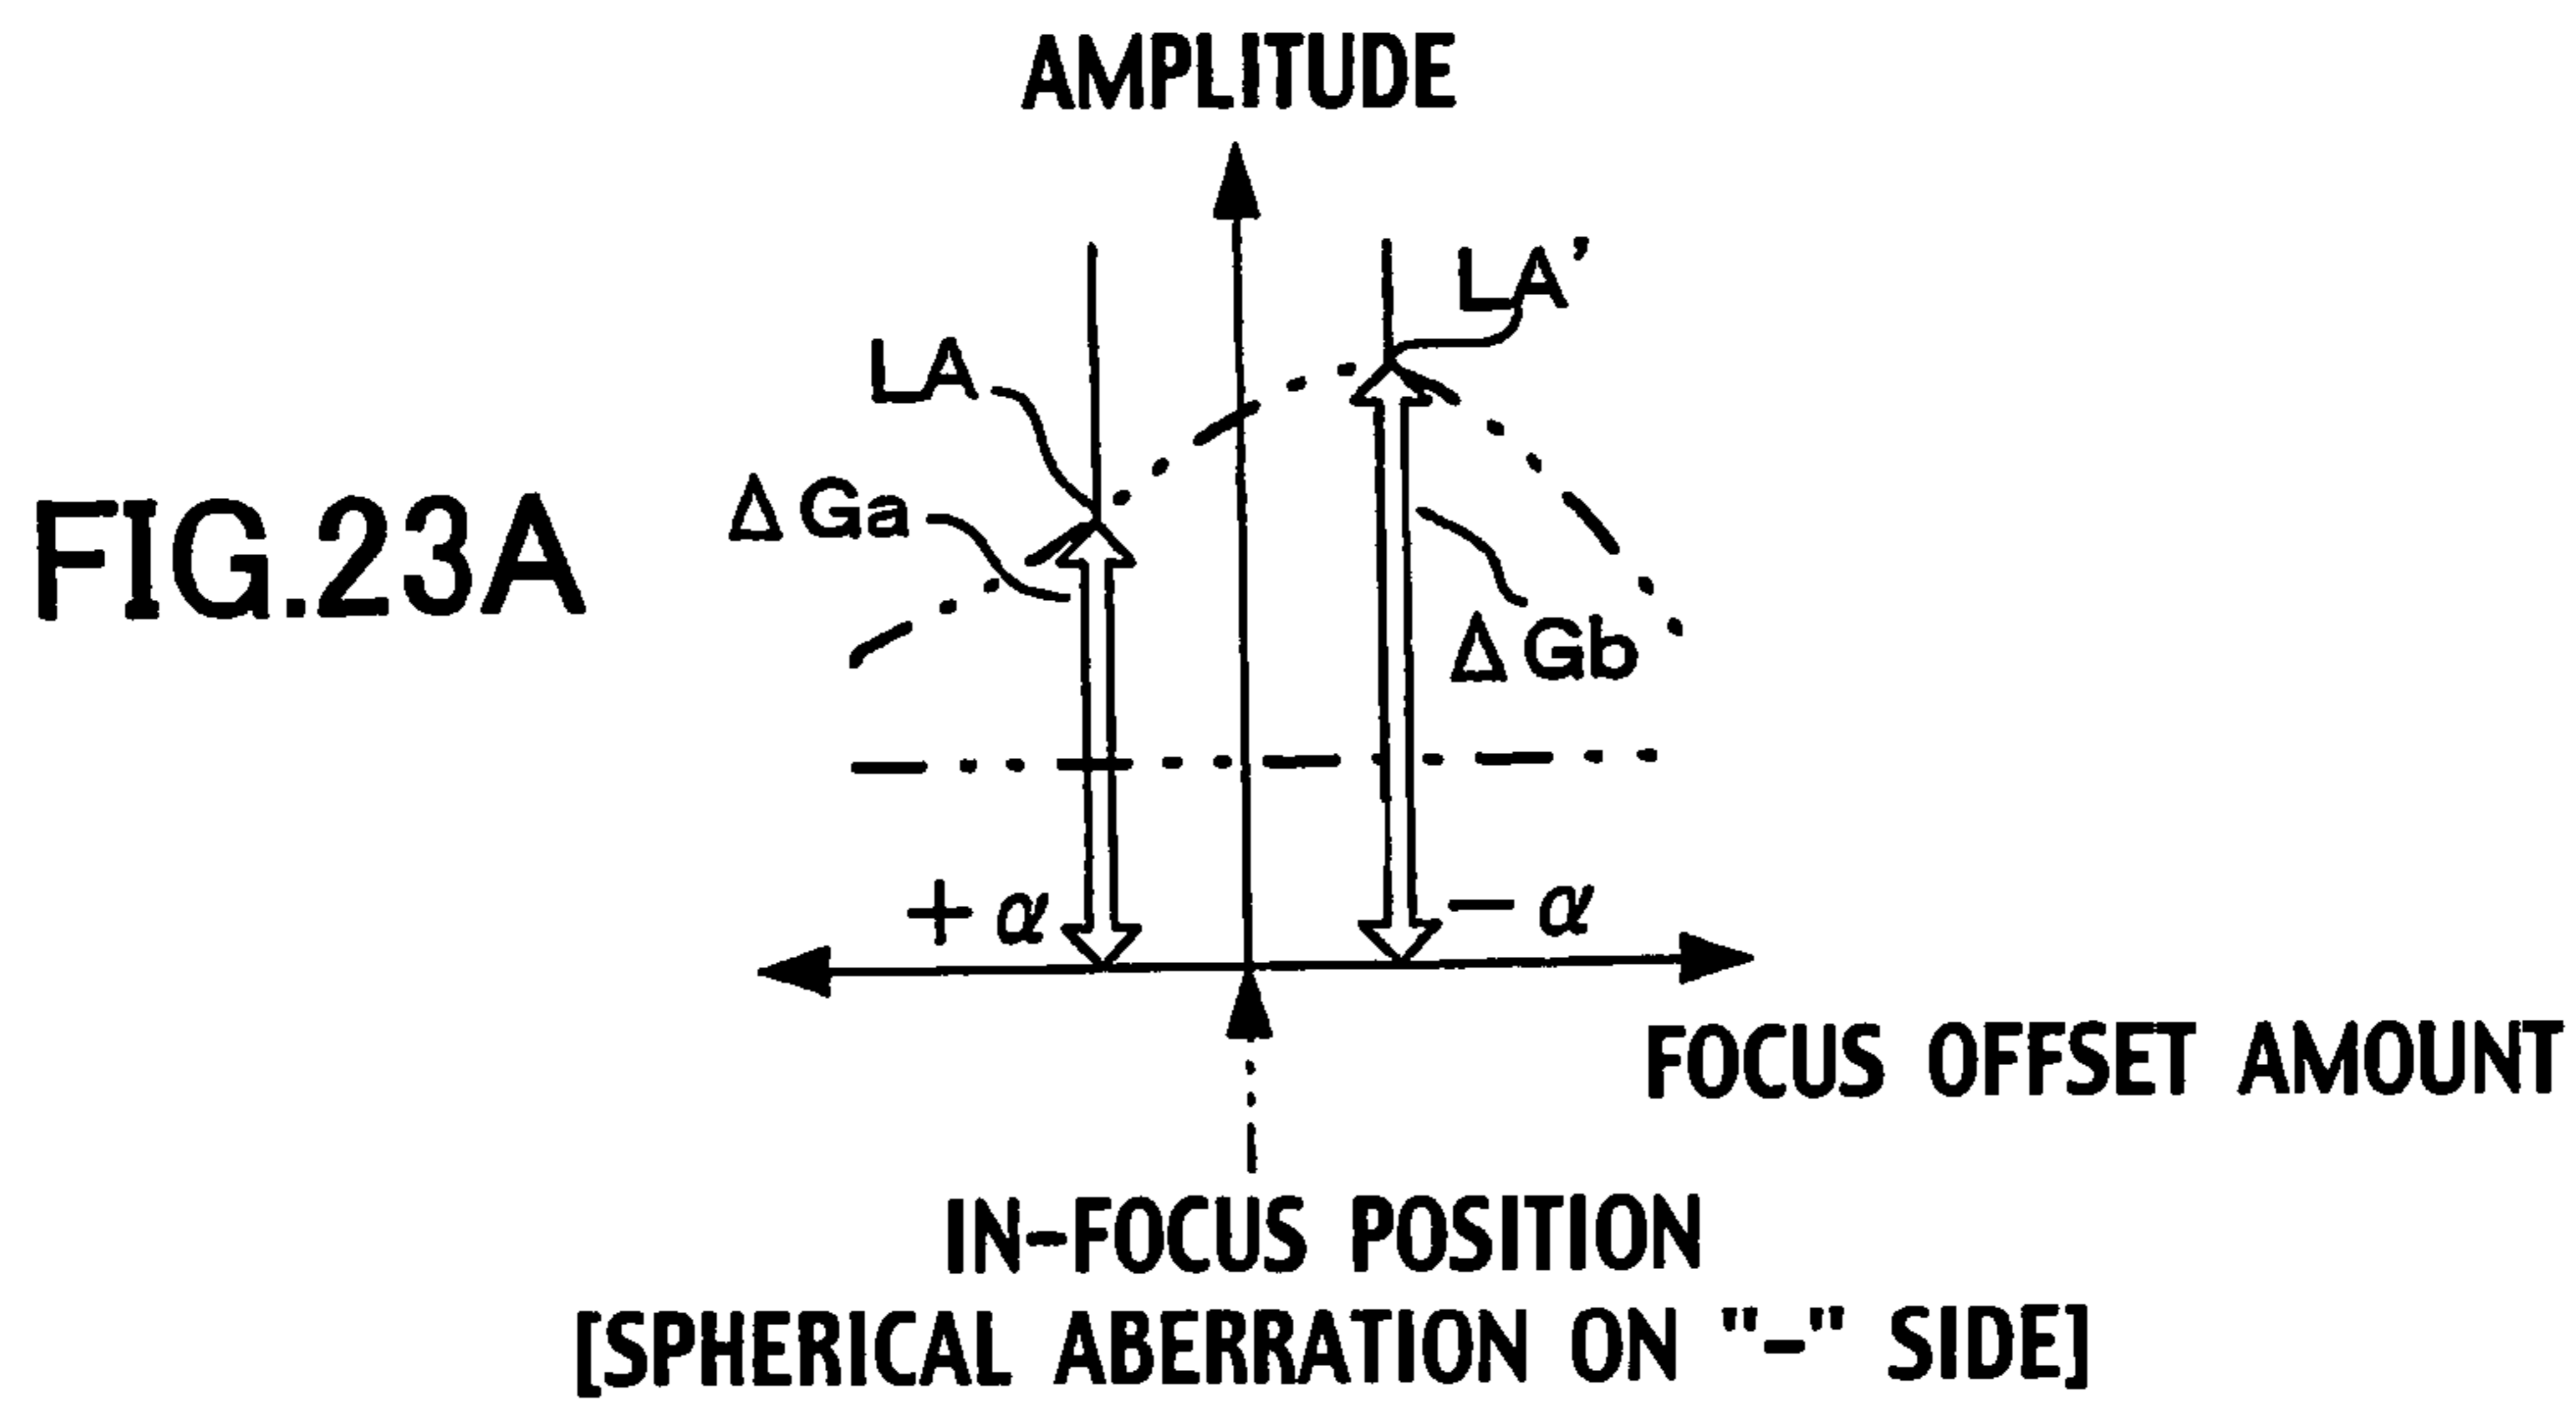 AMPLITUDE
LA'
LA
ΔGa
FIG.23A
ΔGb
+α
-α
FOCUS OFFSET AMOUNT
IN-FOCUS POSITION
[SPHERICAL ABERRATION ON "-" SIDE]